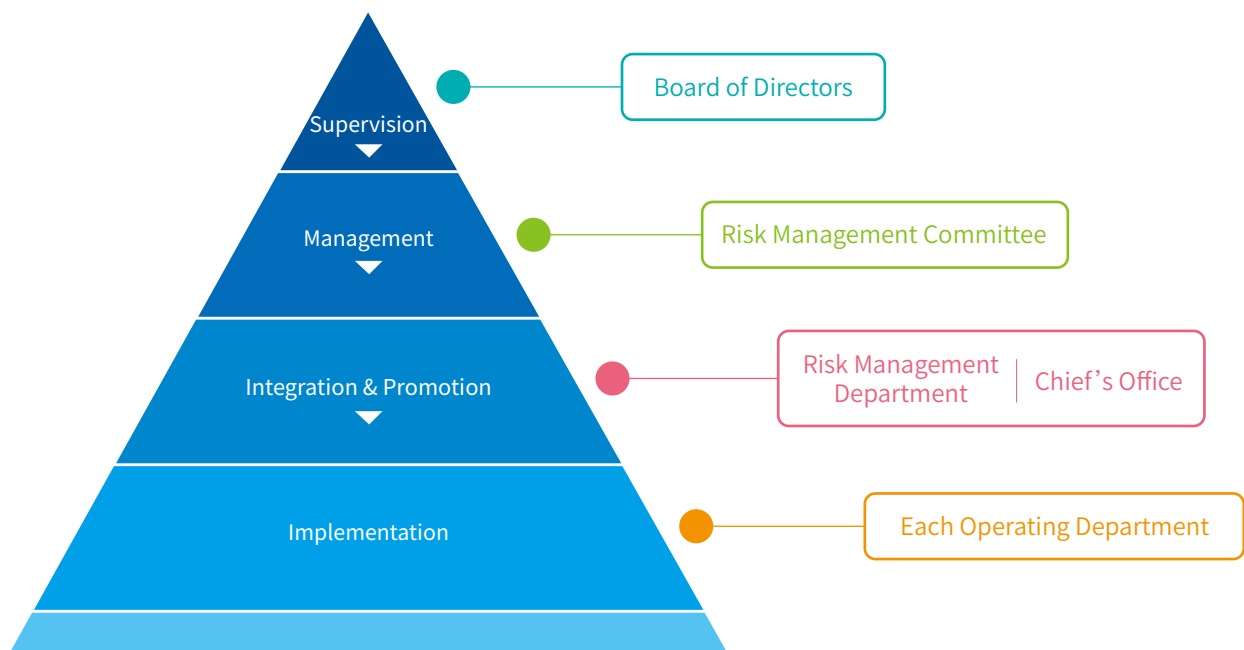 Supervision
Board of Directors
Management
Risk Management Committee
Integration & Promotion
Risk Management
Department
Chief’s Office
Implementation
Each Operating Department